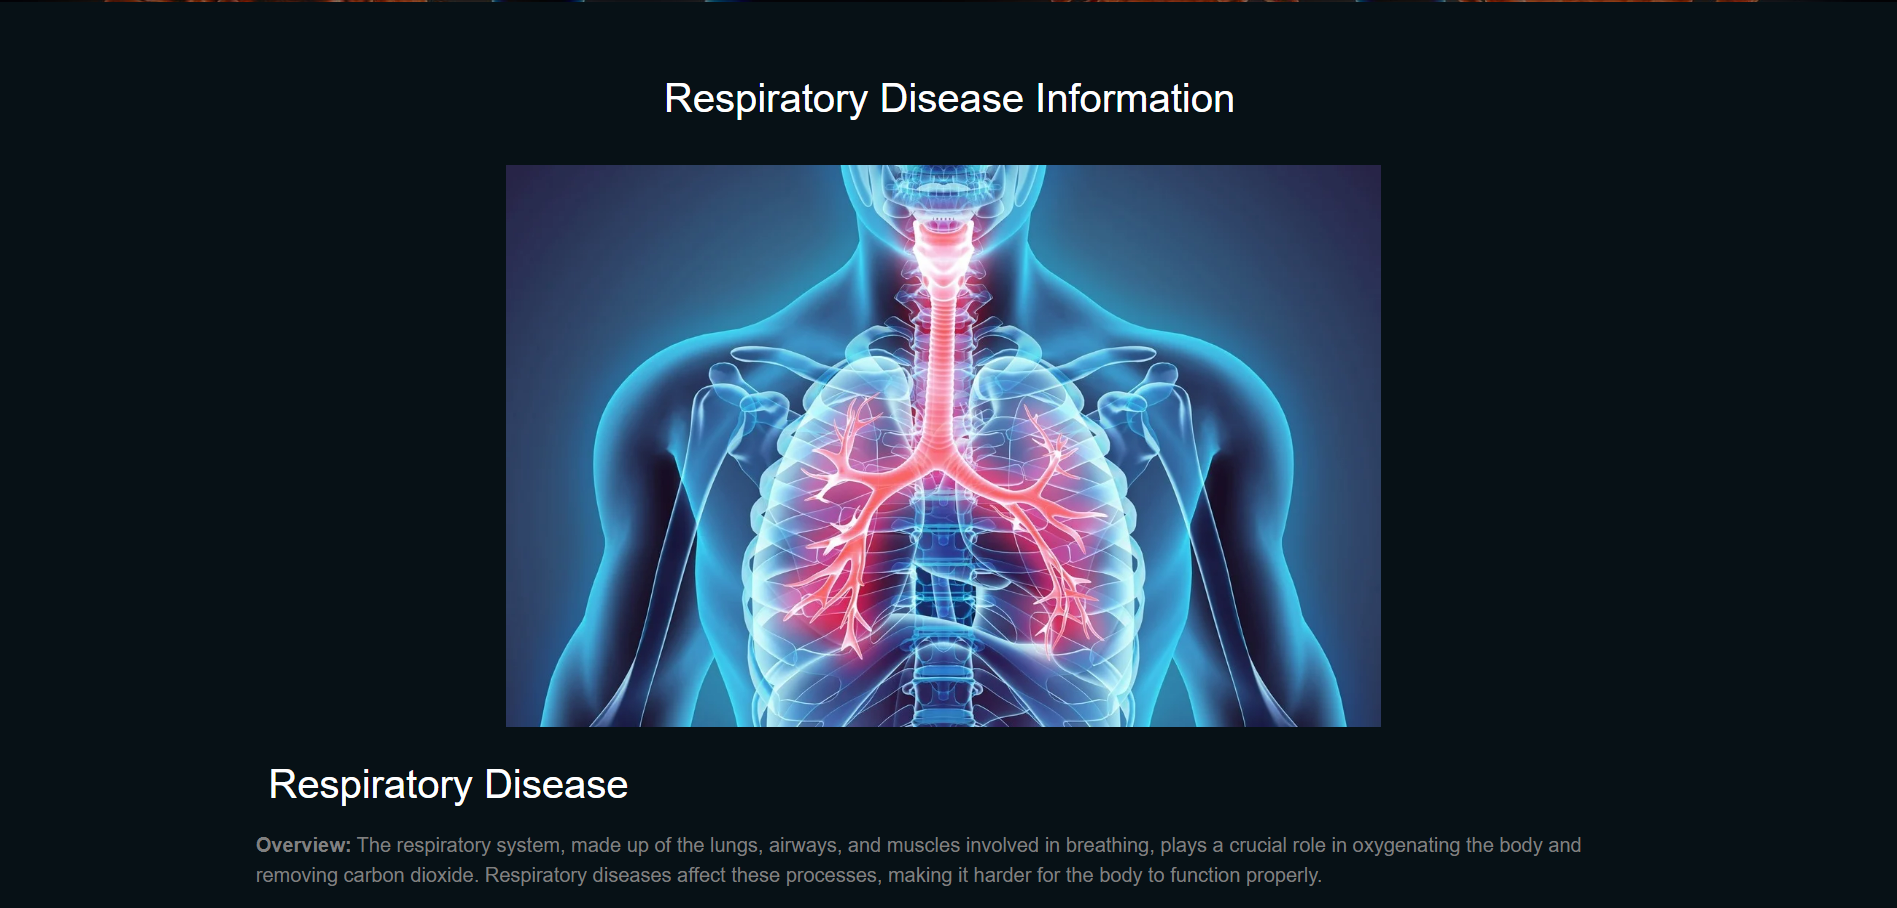 Respiratory Disease Information
Respiratory Disease
Overview: The respiratory system, made up of the lungs, airways, and muscles involved in breathing, plays a crucial role in oxygenating the body and
removing carbon dioxide. Respiratory diseases affect these processes, making it harder for the body to function properly.